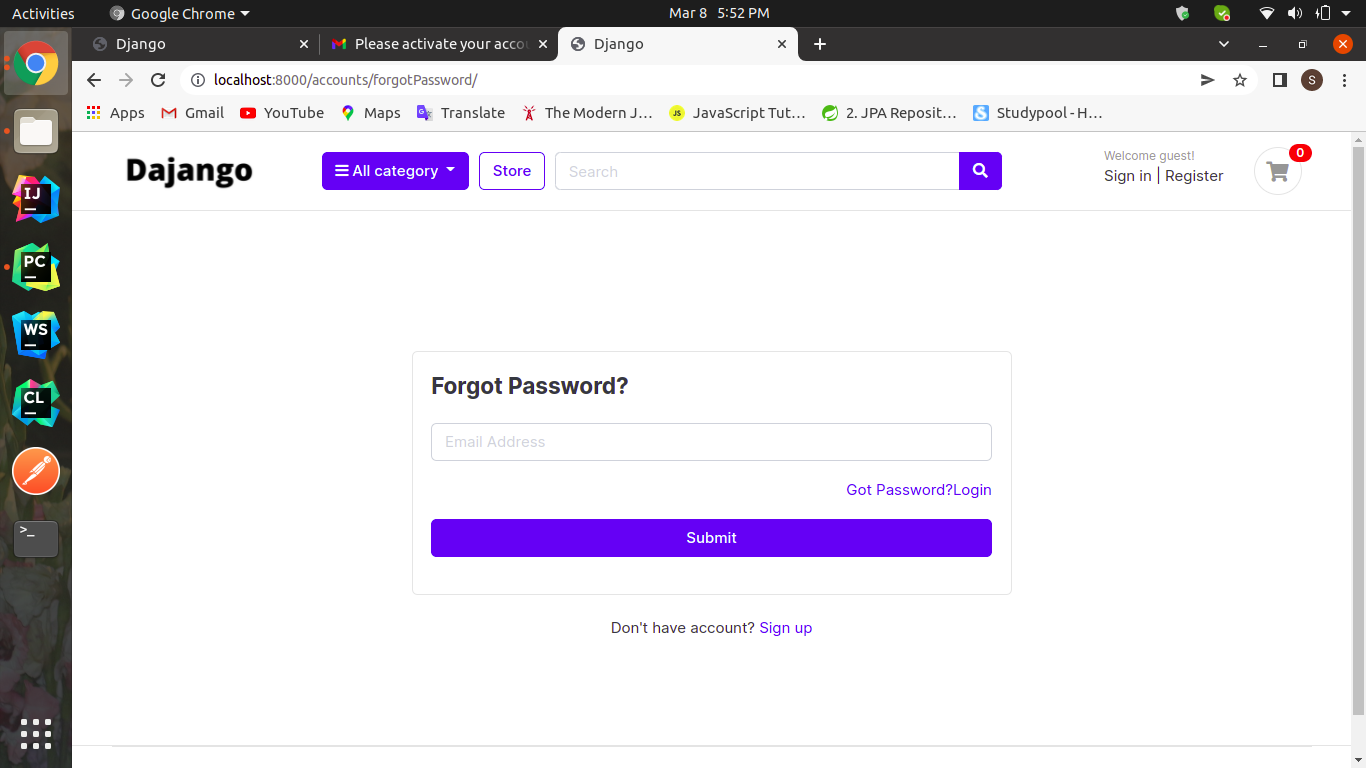 Activities Google Chrome Mar 8 5:52 PM
Django Please activate your acco Django
localhost:8000/accounts/forgotPassword/ S
Apps Gmail YouTube Maps Translate The Modern J… JS JavaScript Tut… 2. JPA Reposit… Studypool - H…
Dajango All category Store Search Welcome guest! 0
Sign in | Register
IJ
PC
WS
CL
>_
Forgot Password?
Email Address
Got Password?Login
Submit
Don't have account? Sign up